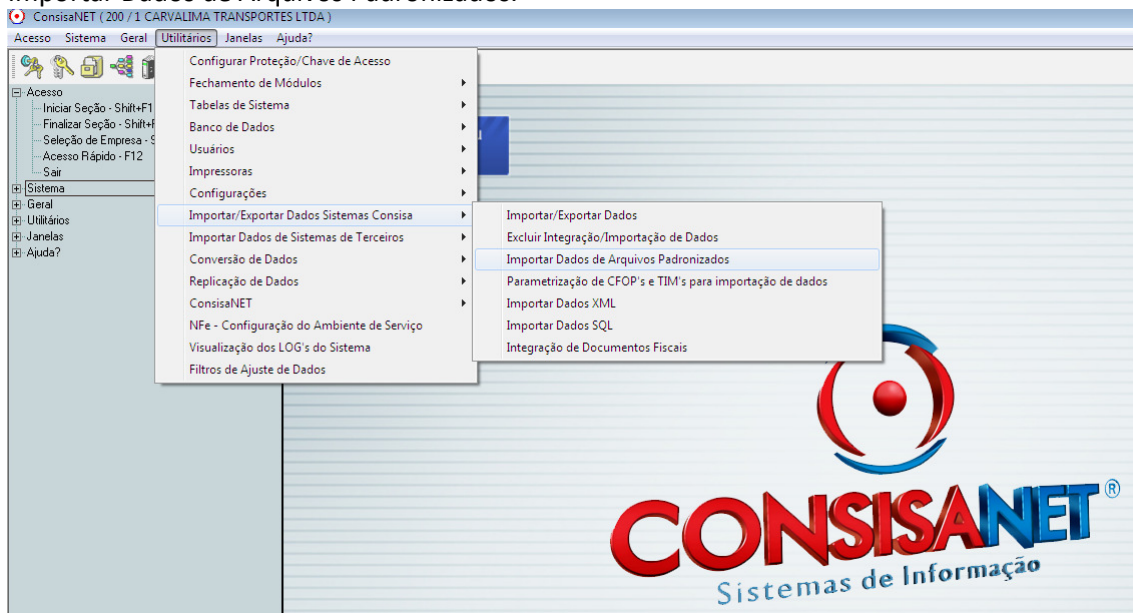 Importar Dados de Arquivos Padronizados.
ConsisaNET ( 200 / 1 CARVALIMA TRANSPORTES LTDA )
Acesso Sistema Geral Utilitários Janelas Ajuda?
Acesso
Iniciar Seção - Shift+F1
Finalizar Seção - Shift+F
Seleção de Empresa - S
Acesso Rápido - F12
Sair
Sistema
Geral
Utilitários
Janelas
Ajuda?
Configurar Proteção/Chave de Acesso
Fechamento de Módulos
Tabelas de Sistema
Banco de Dados
Usuários
Impressoras
Configurações
Importar/Exportar Dados Sistemas Consisa
Importar Dados de Sistemas de Terceiros
Conversão de Dados
Replicação de Dados
ConsisaNET
NFe - Configuração do Ambiente de Serviço
Visualização dos LOG's do Sistema
Filtros de Ajuste de Dados
Importar/Exportar Dados
Excluir Integração/Importação de Dados
Importar Dados de Arquivos Padronizados
Parametrização de CFOP's e TIM's para importação de dados
Importar Dados XML
Importar Dados SQL
Integração de Documentos Fiscais
CONSISANET®
Sistemas de Informação